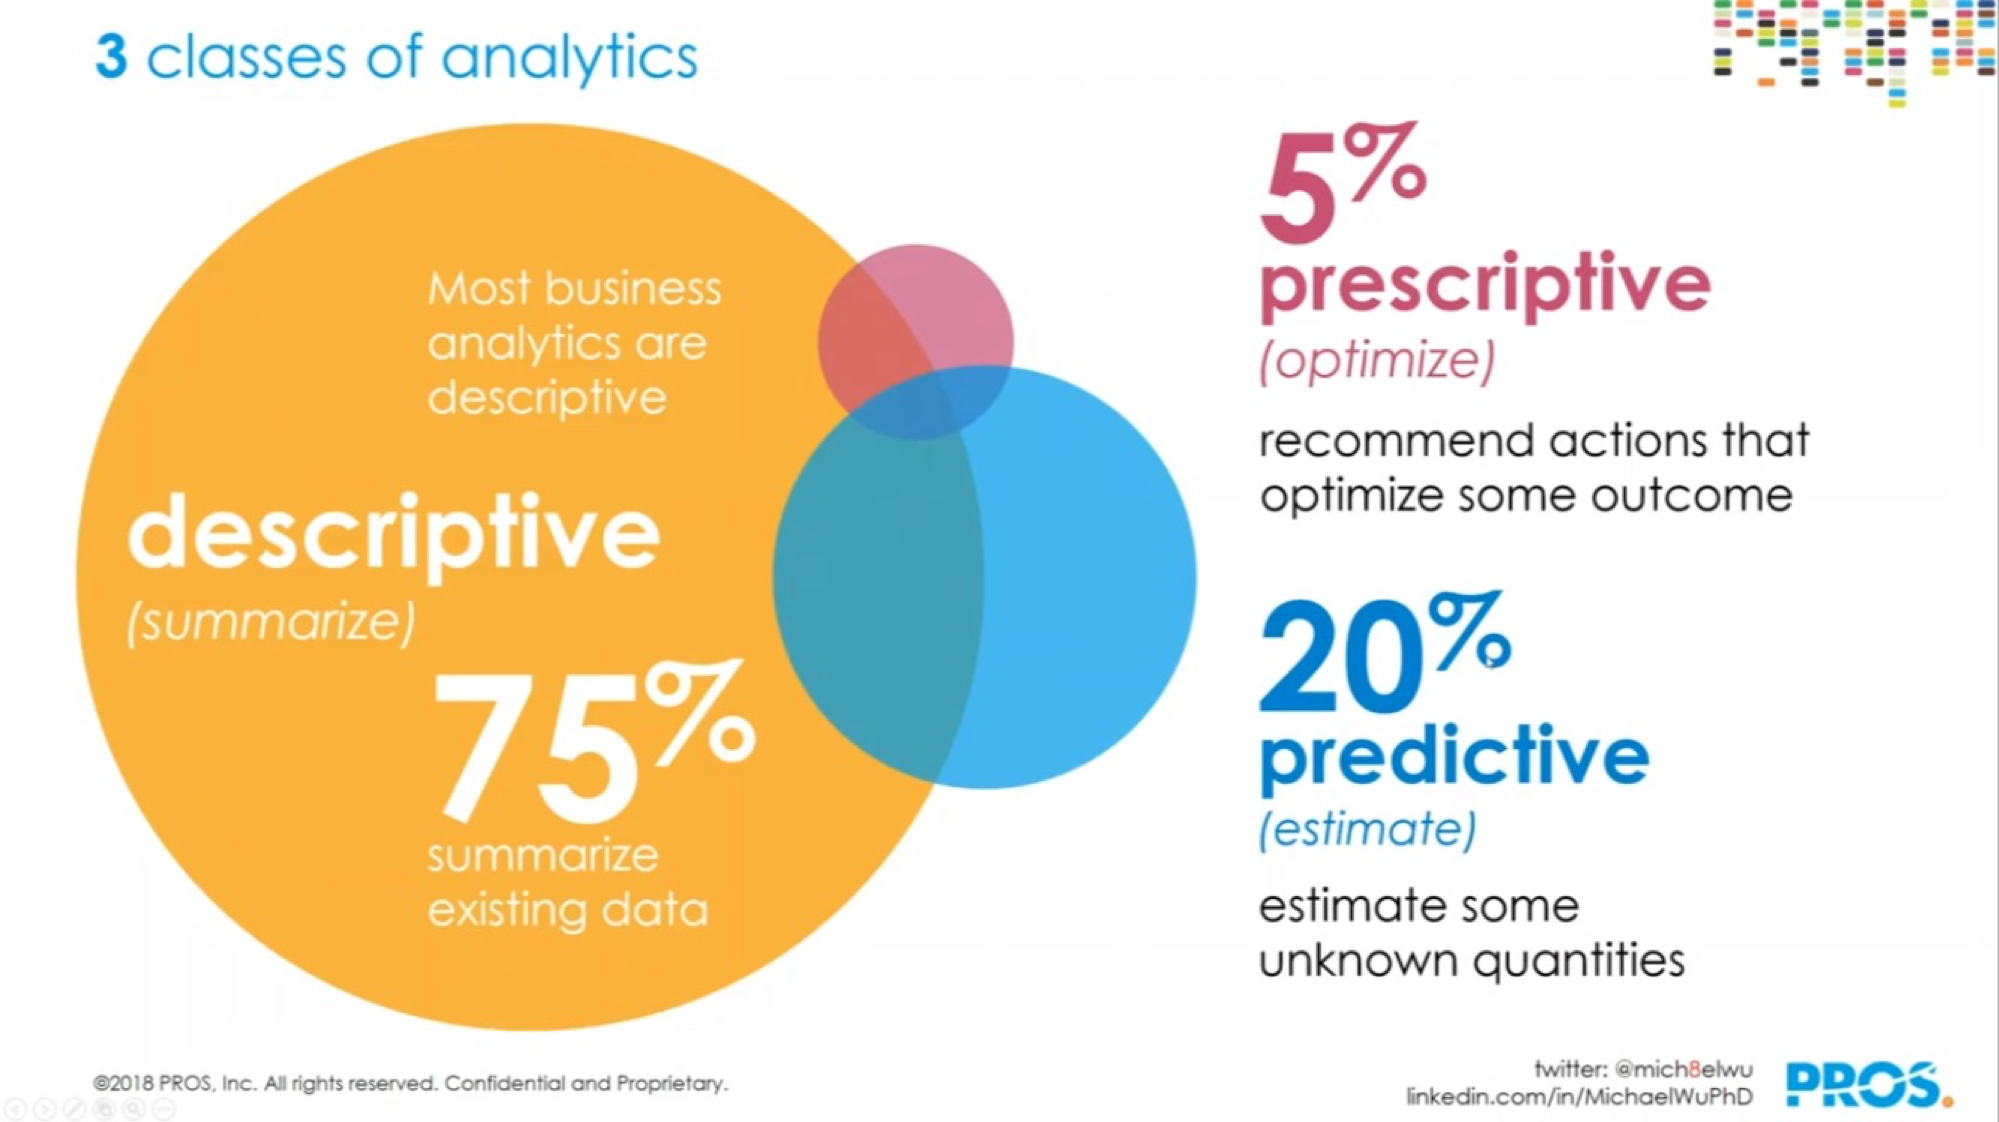 3 classes of analytics
Most business
analytics are
descriptive
descriptive
(summarize)
75%
summarize
existing data
5%
prescriptive
(optimize)
recommend actions that
optimize some outcome
20%
predictive
(estimate)
estimate some
unknown quantities
©2018 PROS, Inc. All rights reserved. Confidential and Proprietary.
twitter: @mich8elwu
linkedin.com/in/MichaelWuPhD
PROS.